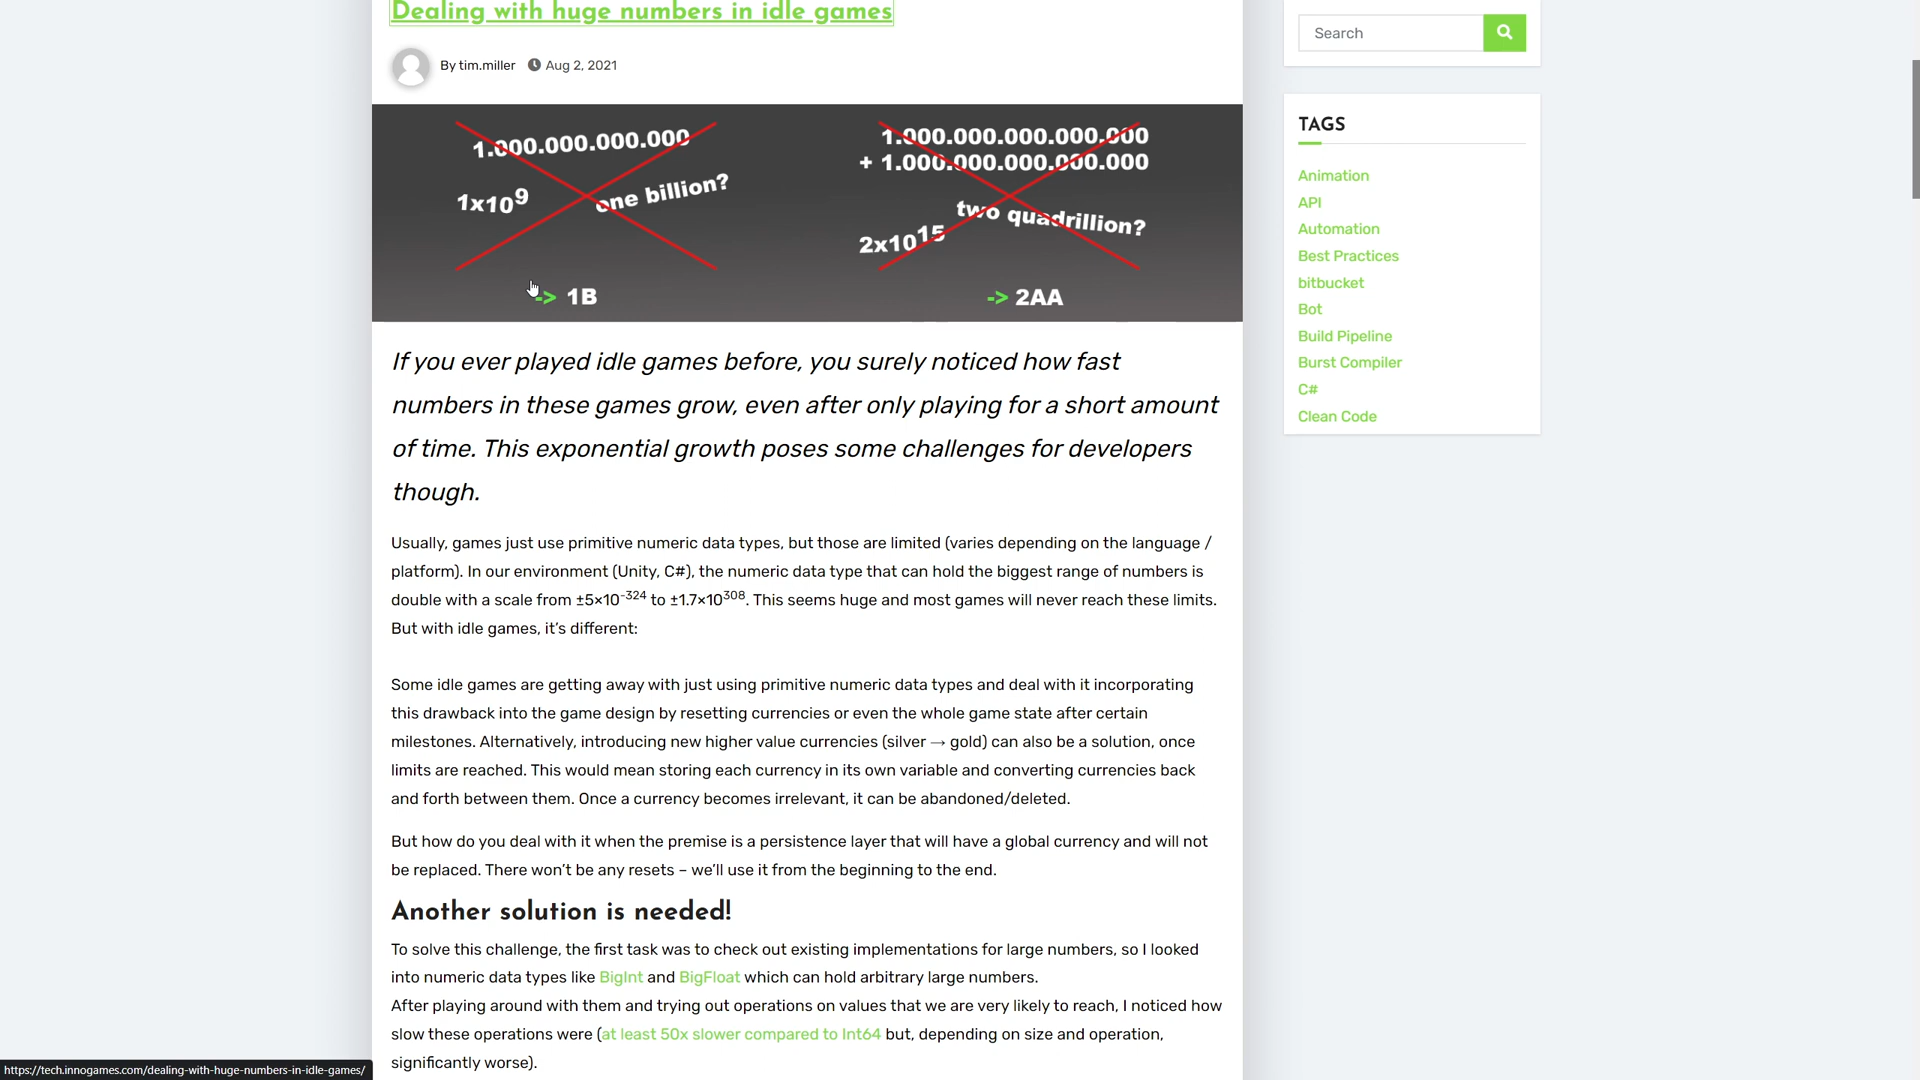 Dealing with huge numbers in idle games
By tim.miller Aug 2, 2021
1.000.000.000.000
1x10⁹
one billion?
-> 1B
1.000.000.000.000.000
+ 1.000.000.000.000.000
two quadrillion?
2x10¹⁵
-> 2AA
If you ever played idle games before, you surely noticed how fast
numbers in these games grow, even after only playing for a short amount
of time. This exponential growth poses some challenges for developers
though.
Usually, games just use primitive numeric data types, but those are limited (varies depending on the language /
platform). In our environment (Unity, C#), the numeric data type that can hold the biggest range of numbers is
double with a scale from ±5×10⁻³²⁴ to ±1.7×10³⁰⁸. This seems huge and most games will never reach these limits.
But with idle games, it’s different:
Some idle games are getting away with just using primitive numeric data types and deal with it incorporating
this drawback into the game design by resetting currencies or even the whole game state after certain
milestones. Alternatively, introducing new higher value currencies (silver → gold) can also be a solution, once
limits are reached. This would mean storing each currency in its own variable and converting currencies back
and forth between them. Once a currency becomes irrelevant, it can be abandoned/deleted.
But how do you deal with it when the premise is a persistence layer that will have a global currency and will not
be replaced. There won’t be any resets – we’ll use it from the beginning to the end.
Another solution is needed!
To solve this challenge, the first task was to check out existing implementations for large numbers, so I looked
into numeric data types like BigInt and BigFloat which can hold arbitrary large numbers.
After playing around with them and trying out operations on values that we are very likely to reach, I noticed how
slow these operations were (at least 50x slower compared to Int64 but, depending on size and operation,
significantly worse).
Search
TAGS
Animation
API
Automation
Best Practices
bitbucket
Bot
Build Pipeline
Burst Compiler
C#
Clean Code
https://tech.innogames.com/dealing-with-huge-numbers-in-idle-games/